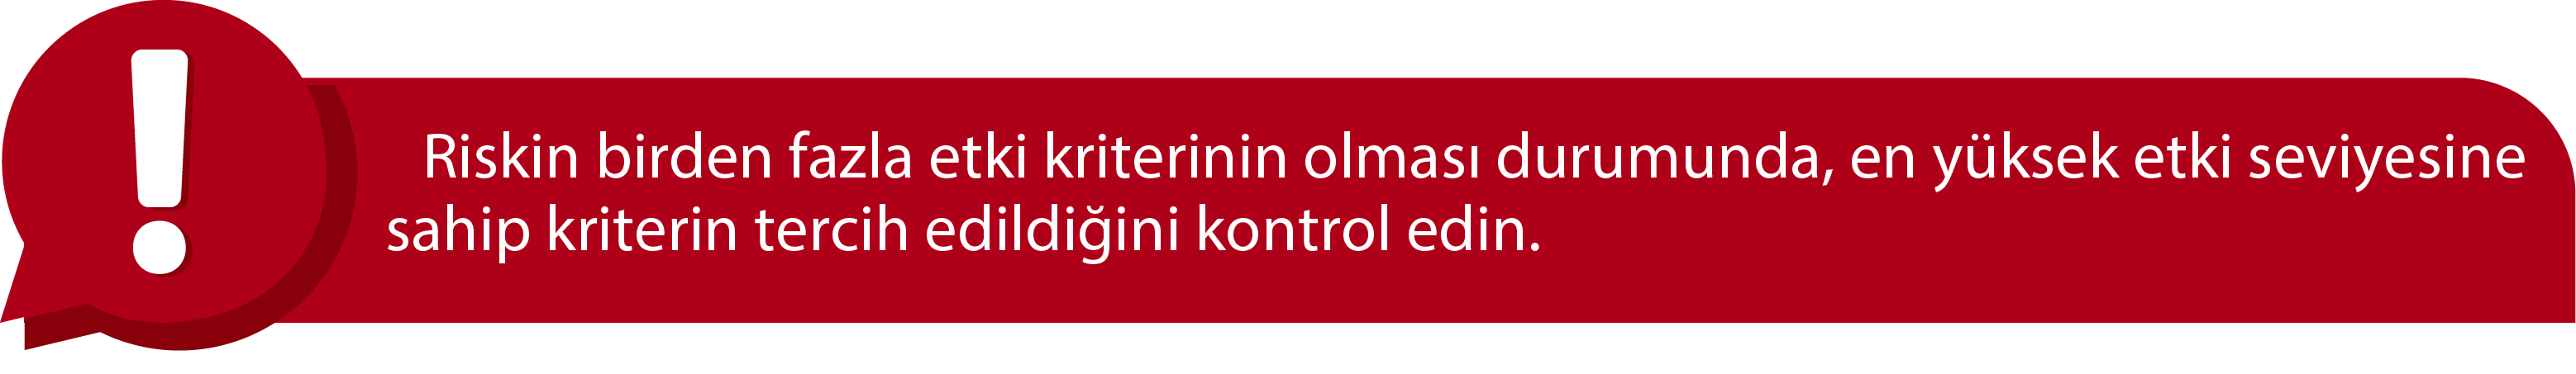 Riskin birden fazla etki kriterinin olması durumunda, en yüksek etki seviyesine
sahip kriterin tercih edildiğini kontrol edin.